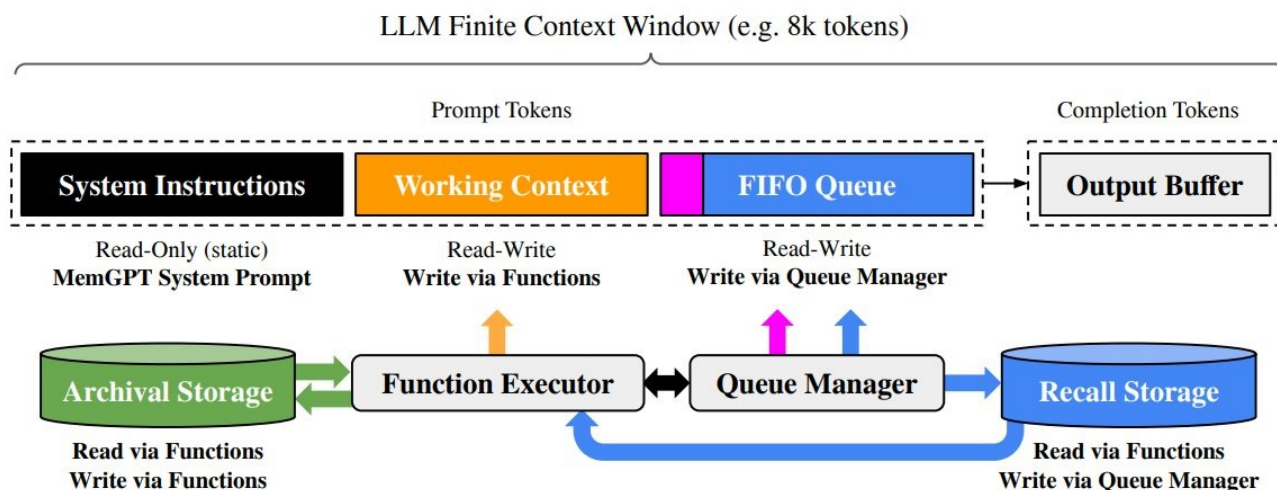 LLM Finite Context Window (e.g. 8k tokens)
Prompt Tokens
Completion Tokens
System Instructions
Working Context
FIFO Queue
Output Buffer
Read-Only (static)
MemGPT System Prompt
Read-Write
Write via Functions
Read-Write
Write via Queue Manager
Archival Storage
Function Executor
Queue Manager
Recall Storage
Read via Functions
Write via Functions
Read via Functions
Write via Queue Manager